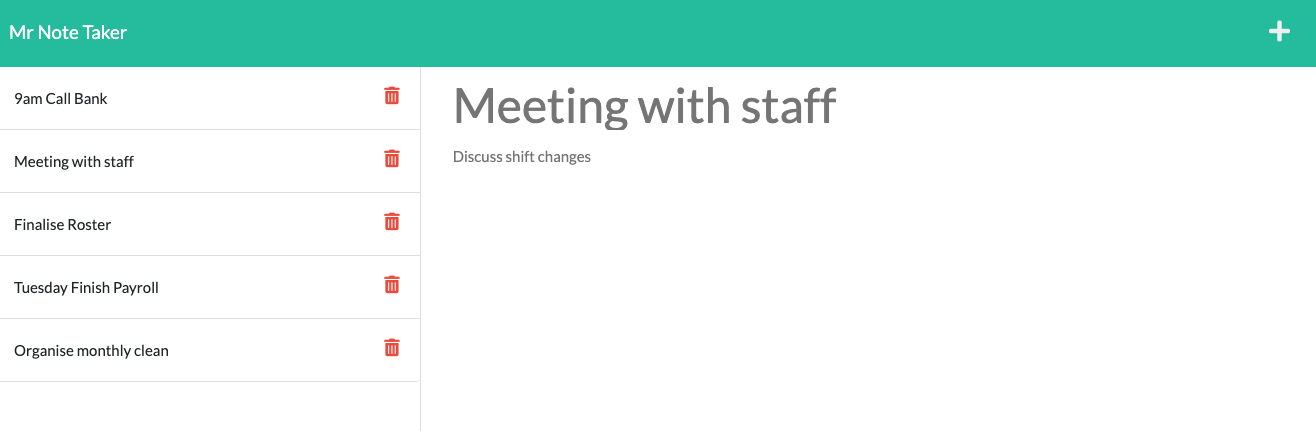 Mr Note Taker
9am Call Bank
Meeting with staff
Finalise Roster
Tuesday Finish Payroll
Organise monthly clean
Meeting with staff
Discuss shift changes